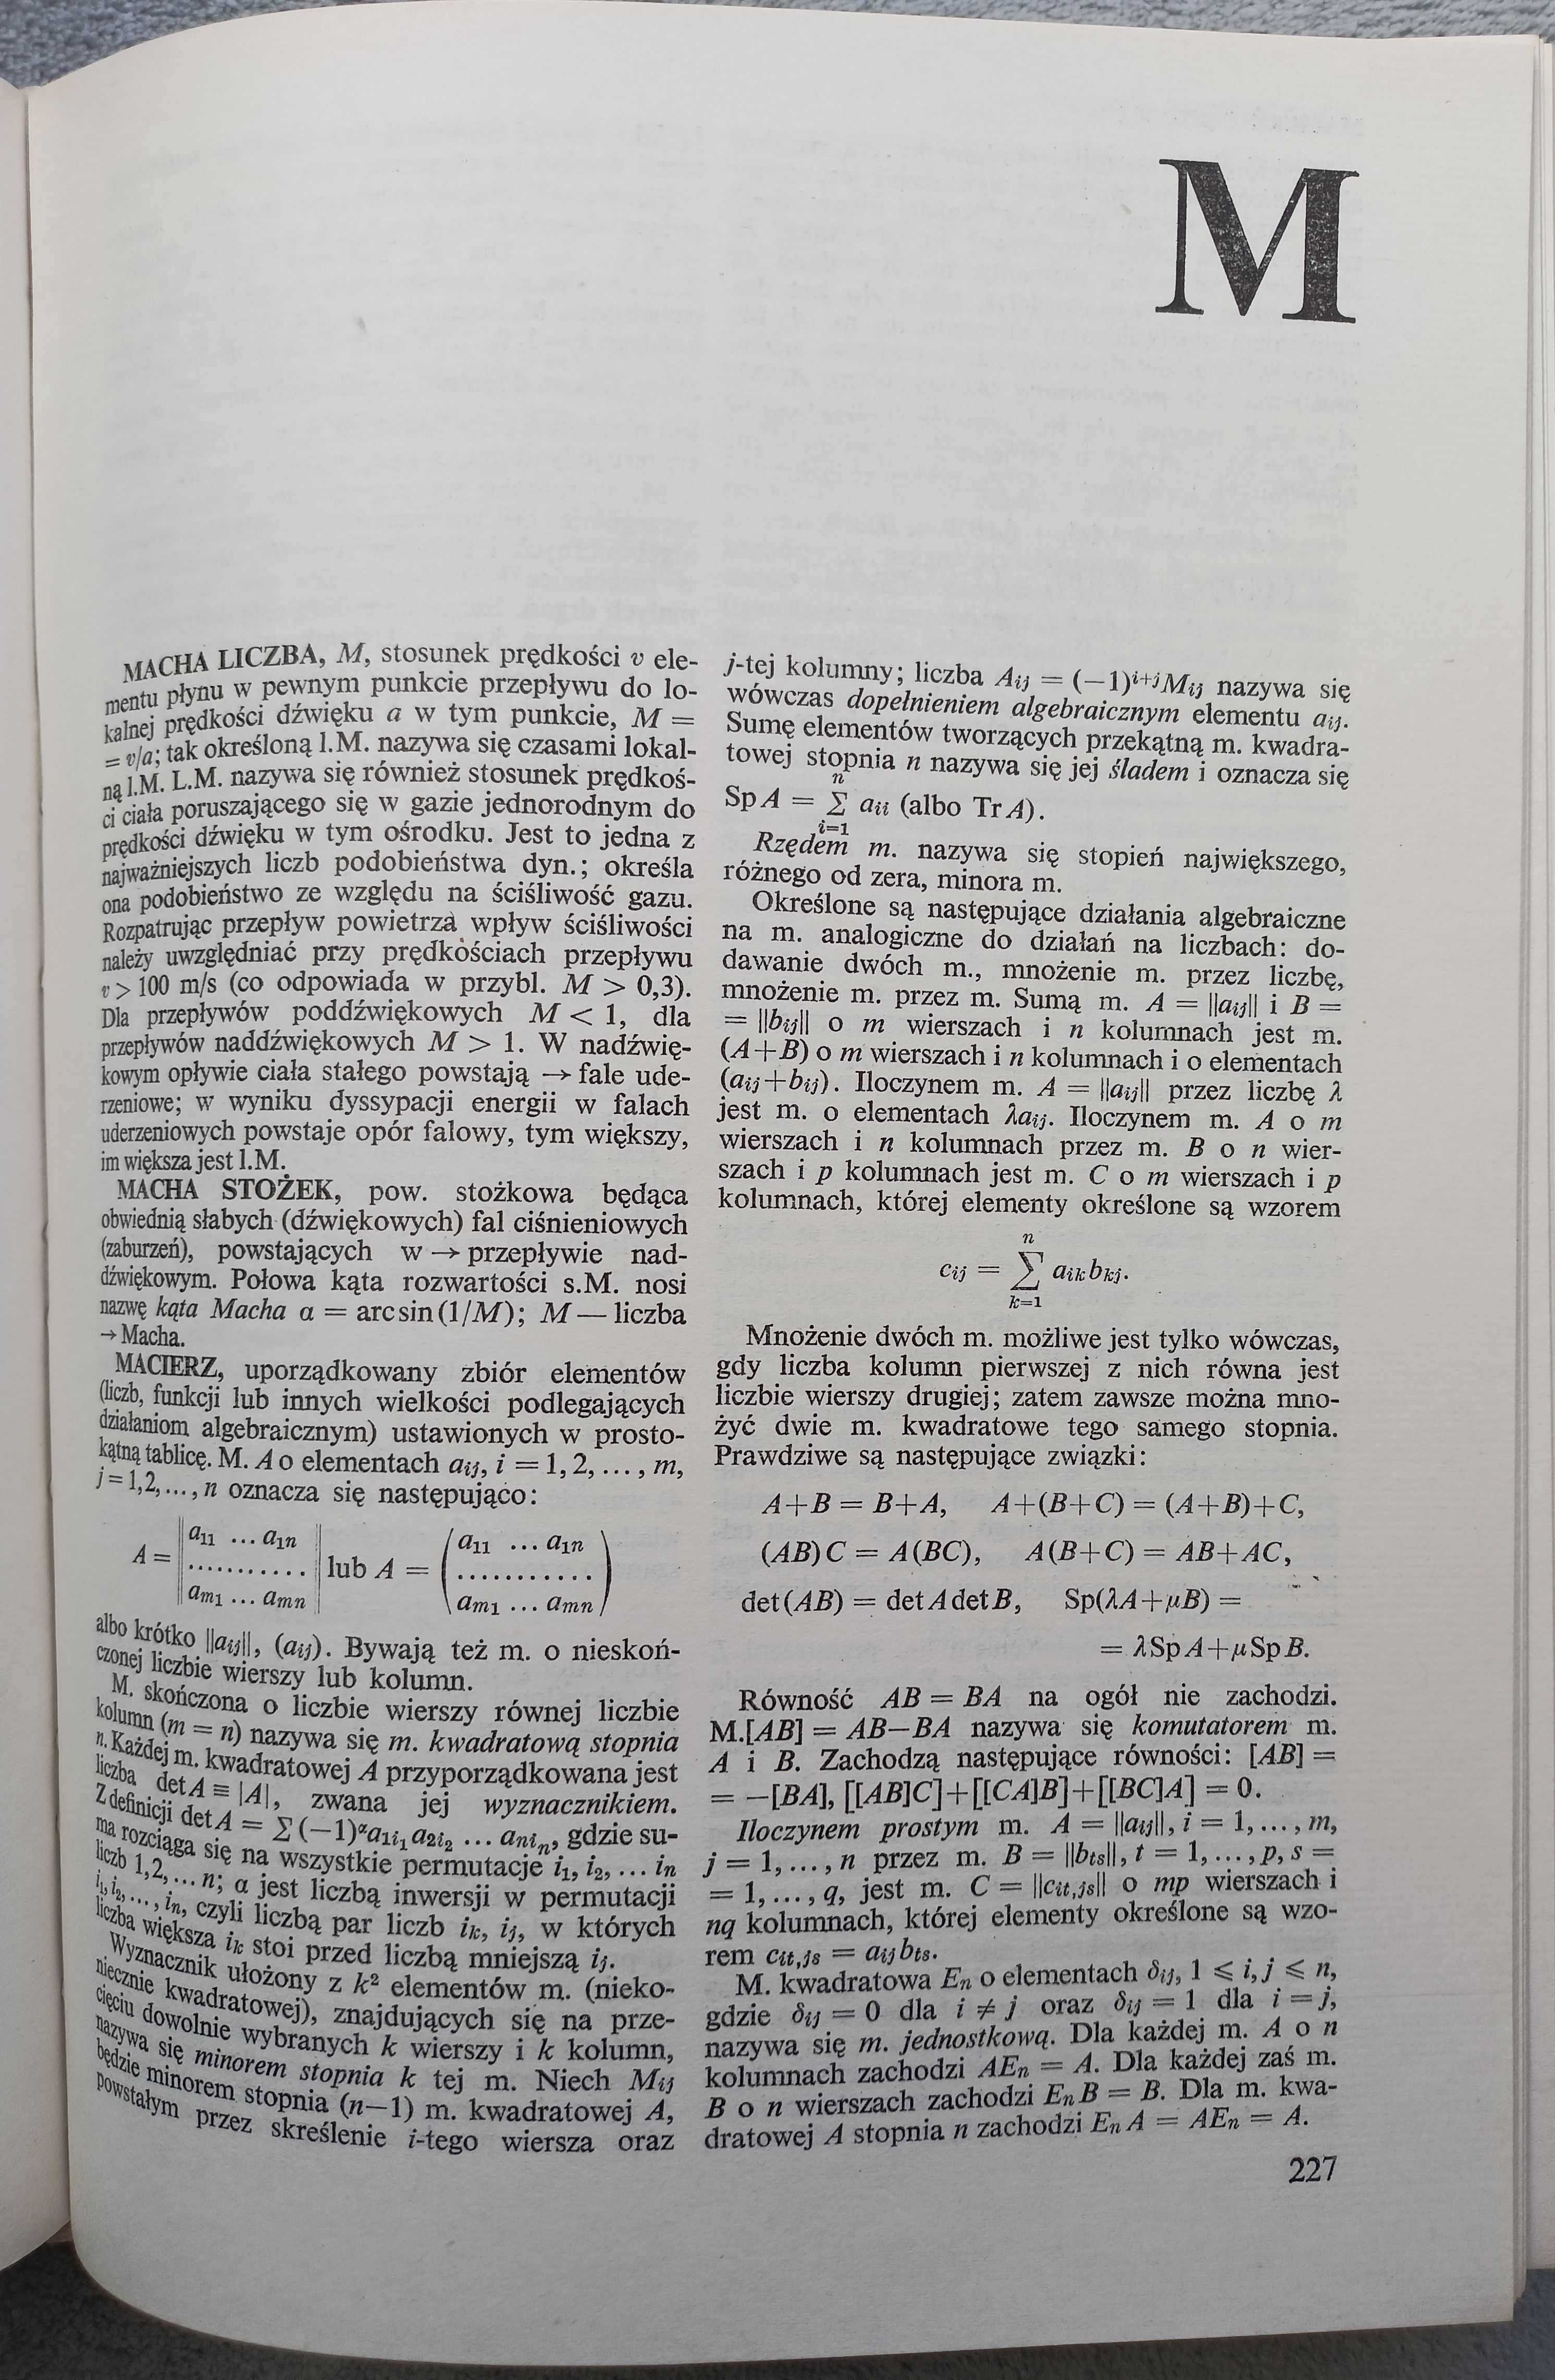 M
MACHA LICZBA, M, stosunek prędkości v ele-
mentu płynu w pewnym punkcie przepływu do lo-
kalnej prędkości dźwięku a w tym punkcie, M =
= v/a; tak określoną l.M. nazywa się czasami lokal-
ną l.M. L.M. nazywa się również stosunek prędkoś-
ci ciała poruszającego się w gazie jednorodnym do
prędkości dźwięku w tym ośrodku. Jest to jedna z
najważniejszych liczb podobieństwa dyn.; określa
ona podobieństwo ze względu na ściśliwość gazu.
Rozpatrując przepływ powietrza wpływ ściśliwości
należy uwzględniać przy prędkościach przepływu
v > 100 m/s (co odpowiada w przybl. M > 0,3).
Dla przepływów poddźwiękowych M < 1, dla
przepływów naddźwiękowych M > 1. W nadźwię-
kowym opływie ciała stałego powstają → fale ude-
rzeniowe; w wyniku dyssypacji energii w falach
uderzeniowych powstaje opór falowy, tym większy,
im większa jest l.M.
MACHA STOŻEK, pow. stożkowa będąca
obwiednią słabych (dźwiękowych) fal ciśnieniowych
(zaburzeń), powstających w → przepływie nad-
dźwiękowym. Połowa kąta rozwartości s.M. nosi
nazwę kąta Macha α = arcsin(1/M); M — liczba
→ Macha.
MACIERZ, uporządkowany zbiór elementów
(liczb, funkcji lub innych wielkości podlegających
działaniom algebraicznym) ustawionych w prosto-
kątną tablicę. M. A o elementach aij, i = 1, 2, ... , m,
j = 1,2,..., n oznacza się następująco:
a11 ... a1n a11 ... a1n
A = ........... lub A = ...........
am1 ... amn am1 ... amn
albo krótko ||aij||, (aij). Bywają też m. o nieskoń-
czonej liczbie wierszy lub kolumn.
M. skończona o liczbie wierszy równej liczbie
kolumn (m = n) nazywa się m. kwadratową stopnia
n. Każdej m. kwadratowej A przyporządkowana jest
liczba det A ≡ |A|, zwana jej wyznacznikiem.
Z definicji det A = Σ (−1)^α a1i1 a2i2 ... anin, gdzie su-
ma rozciąga się na wszystkie permutacje i1, i2, ... in
liczb 1,2, ... n; α jest liczbą inwersji w permutacji
i1, i2, ..., in, czyli liczbą par liczb ik, ij, w których
liczba większa ik stoi przed liczbą mniejszą ij.
Wyznacznik ułożony z k² elementów m. (nieko-
niecznie kwadratowej), znajdujących się na prze-
cięciu dowolnie wybranych k wierszy i k kolumn,
nazywa się minorem stopnia k tej m. Niech Mij
będzie minorem stopnia (n−1) m. kwadratowej A,
powstałym przez skreślenie i-tego wiersza oraz
j-tej kolumny; liczba Aij = (−1)^i+j Mij nazywa się
wówczas dopełnieniem algebraicznym elementu aij.
Sumę elementów tworzących przekątną m. kwadra-
towej stopnia n nazywa się jej śladem i oznacza się
n
Sp A = Σ aii (albo Tr A).
i=1
Rzędem m. nazywa się stopień największego,
różnego od zera, minora m.
Określone są następujące działania algebraiczne
na m. analogiczne do działań na liczbach: do-
dawanie dwóch m., mnożenie m. przez liczbę,
mnożenie m. przez m. Sumą m. A = ||aij|| i B =
= ||bij|| o m wierszach i n kolumnach jest m.
(A+B) o m wierszach i n kolumnach i o elementach
(aij+bij). Iloczynem m. A = ||aij|| przez liczbę λ
jest m. o elementach λaij. Iloczynem m. A o m
wierszach i n kolumnach przez m. B o n wier-
szach i p kolumnach jest m. C o m wierszach i p
kolumnach, której elementy określone są wzorem
n
cij = Σ aik bkj.
k=1
Mnożenie dwóch m. możliwe jest tylko wówczas,
gdy liczba kolumn pierwszej z nich równa jest
liczbie wierszy drugiej; zatem zawsze można mno-
żyć dwie m. kwadratowe tego samego stopnia.
Prawdziwe są następujące związki:
A+B = B+A, A+(B+C) = (A+B)+C,
(AB)C = A(BC), A(B+C) = AB+AC,
det(AB) = det A det B, Sp(λA+μB) =
= λ Sp A+μ Sp B.
Równość AB = BA na ogół nie zachodzi.
M.[AB] = AB−BA nazywa się komutatorem m.
A i B. Zachodzą następujące równości: [AB] =
= −[BA], [[AB]C]+[[CA]B]+[[BC]A] = 0.
Iloczynem prostym m. A = ||aij||, i = 1, ... , m,
j = 1, ... , n przez m. B = ||bts||, t = 1, ... , p, s =
= 1, ... , q, jest m. C = ||cit,js|| o mp wierszach i
nq kolumnach, której elementy określone są wzo-
rem cit,js = aij bts.
M. kwadratowa En o elementach δij, 1 ⩽ i, j ⩽ n,
gdzie δij = 0 dla i ≠ j oraz δij = 1 dla i = j,
nazywa się m. jednostkową. Dla każdej m. A o n
kolumnach zachodzi AEn = A. Dla każdej zaś m.
B o n wierszach zachodzi EnB = B. Dla m. kwa-
dratowej A stopnia n zachodzi EnA = AEn = A.
227